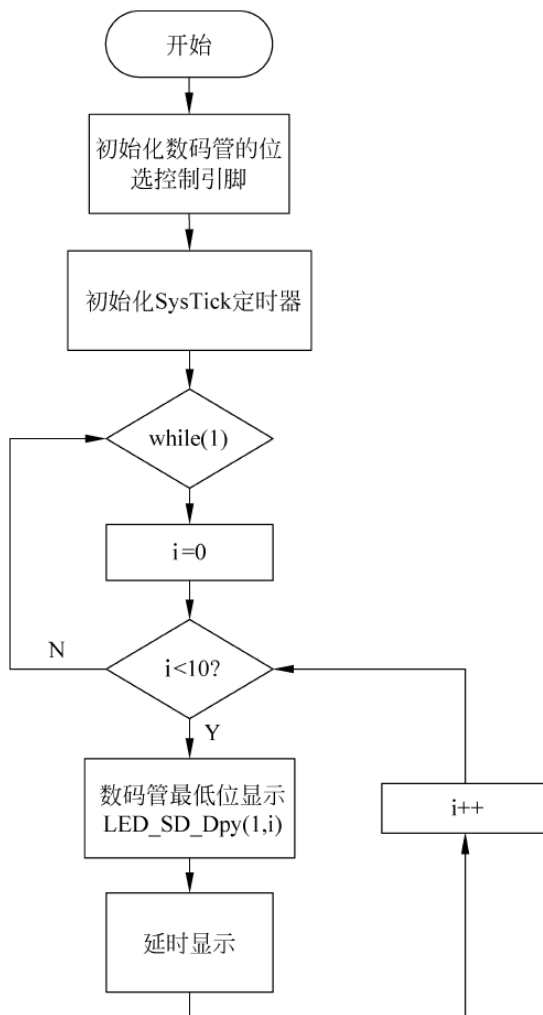 开始
初始化数码管的位
选控制引脚
初始化SysTick定时器
while(1)
i=0
N
i<10?
Y
数码管最低位显示
LED_SD_Dpy(1,i)
i++
延时显示